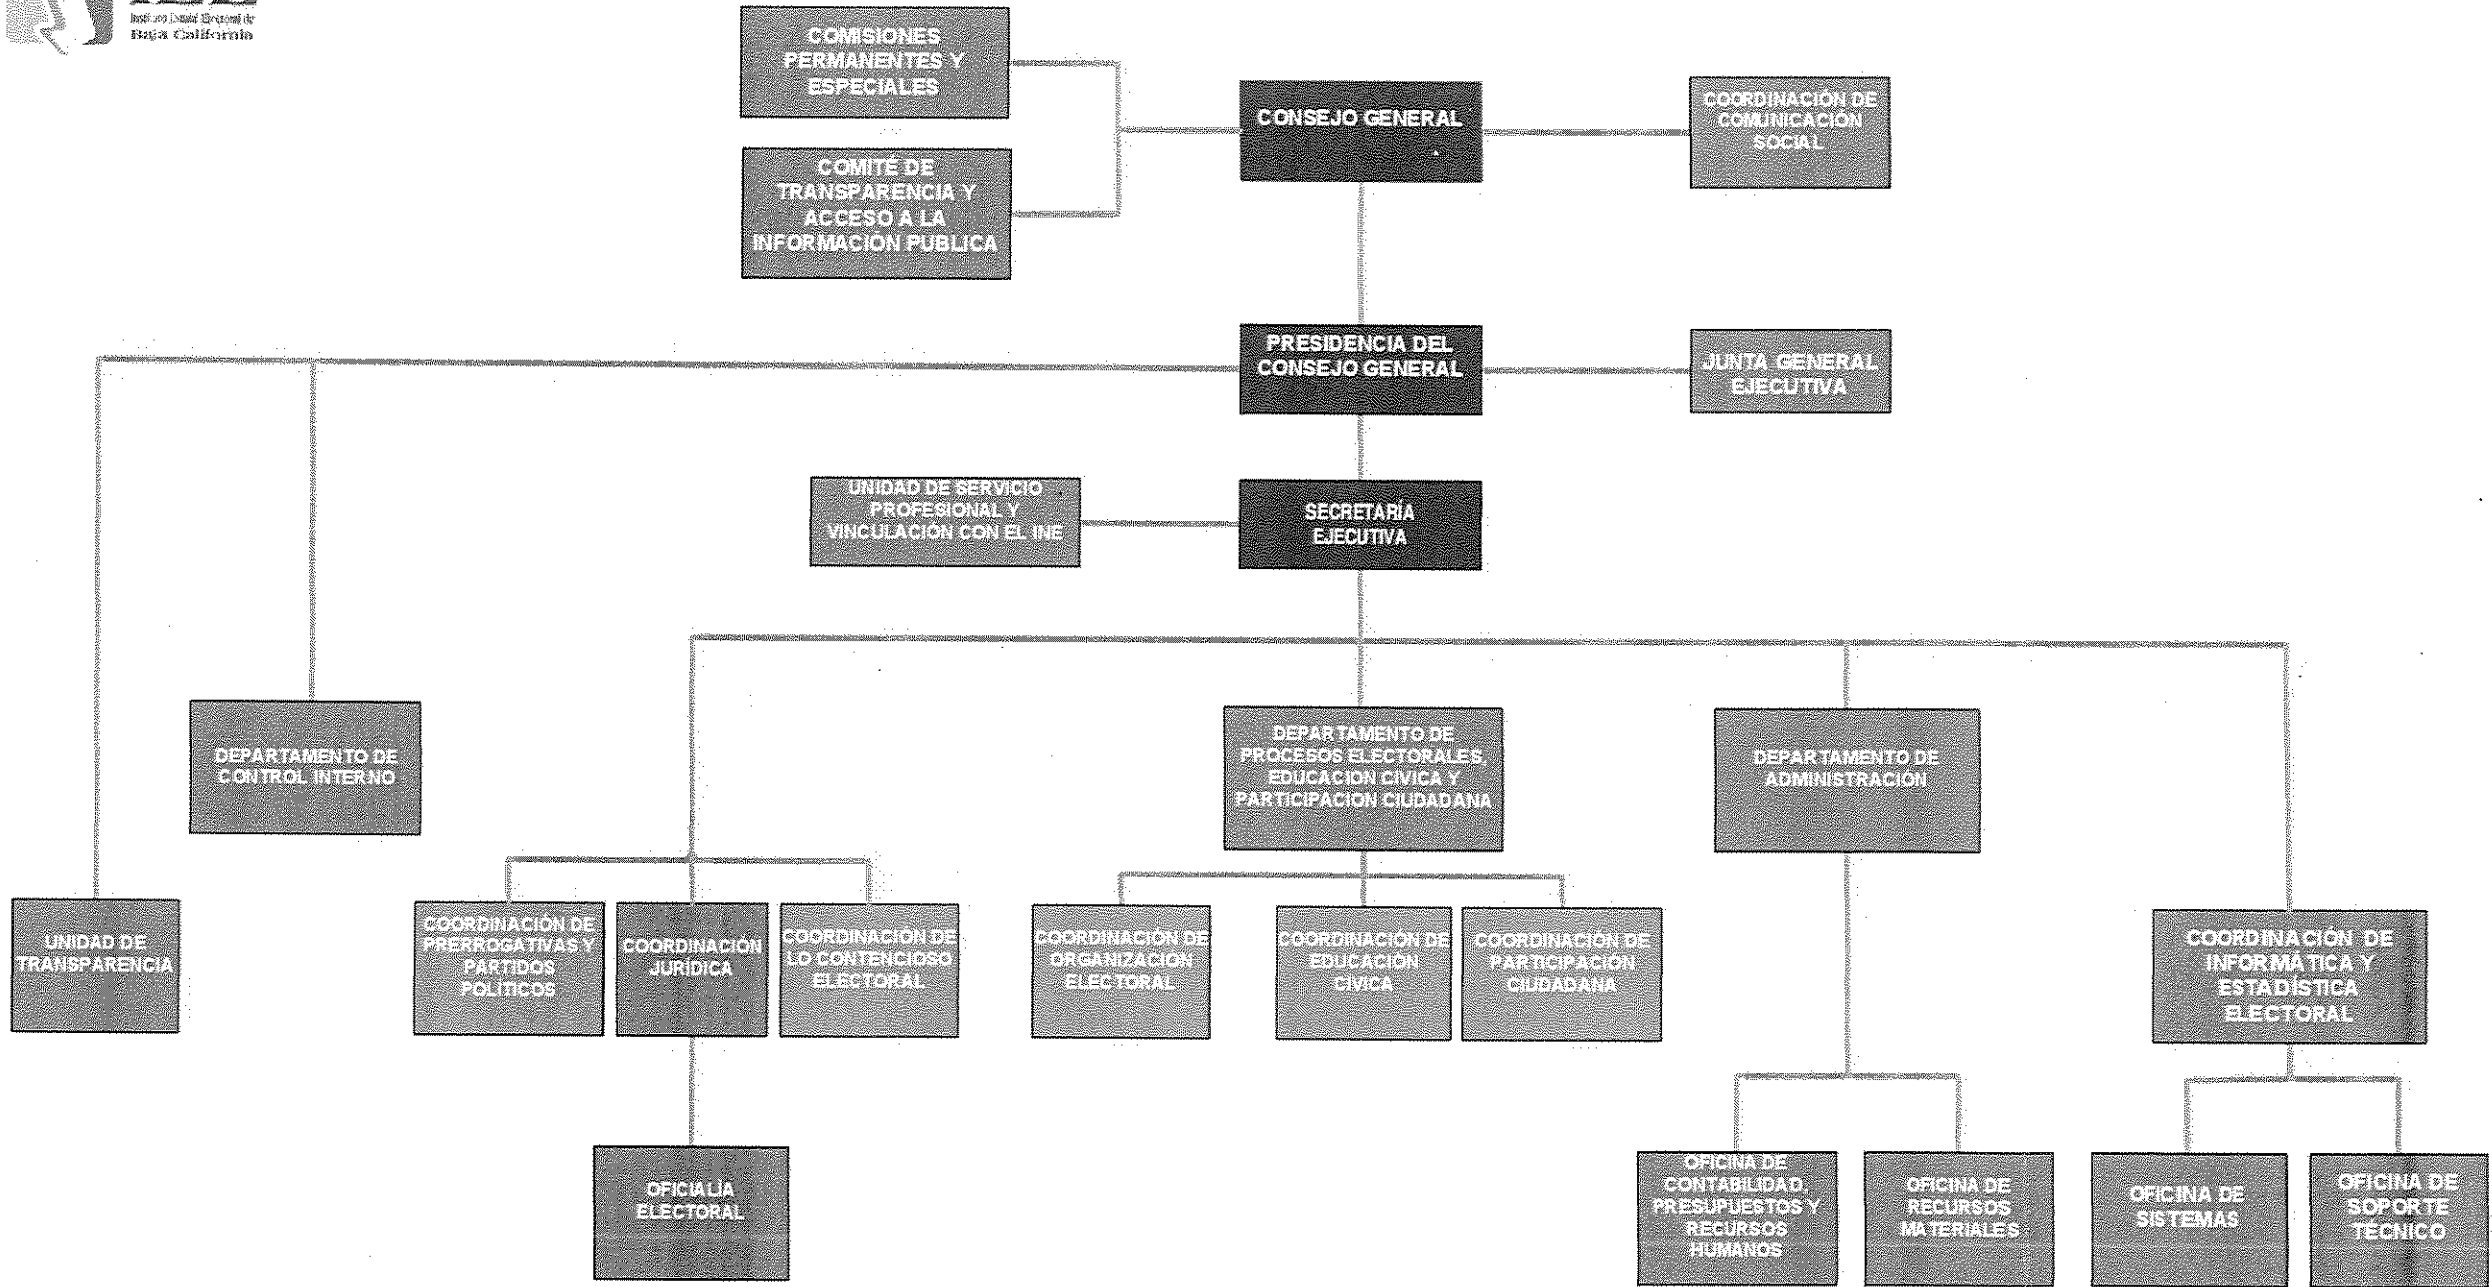 Baja California
COMISIONES
PERMANENTES Y
ESPECIALES
CONSEJO GENERAL
COORDINACIÓN DE
COMUNICACIÓN
SOCIAL
COMITÉ DE
TRANSPARENCIA Y
ACCESO A LA
INFORMACIÓN PUBLICA
PRESIDENCIA DEL
CONSEJO GENERAL
JUNTA GENERAL
EJECUTIVA
UNIDAD DE SERVICIO
PROFESIONAL Y
VINCULACIÓN CON EL INE
SECRETARÍA
EJECUTIVA
DEPARTAMENTO DE
CONTROL INTERNO
DEPARTAMENTO DE
PROCESOS ELECTORALES,
EDUCACION CÍVICA Y
PARTICIPACION CIUDADANA
DEPARTAMENTO DE
ADMINISTRACIÓN
UNIDAD DE
TRANSPARENCIA
COORDINACIÓN DE
PRERROGATIVAS Y
PARTIDOS
POLÍTICOS
COORDINACION
JURÍDICA
COORDINACIÓN DE
LO CONTENCIOSO
ELECTORAL
COORDINACIÓN DE
ORGANIZACIÓN
ELECTORAL
COORDINACIÓN DE
EDUCACIÓN
CÍVICA
COORDINACIÓN DE
PARTICIPACION
CIUDADANA
COORDINACIÓN DE
INFORMÁTICA Y
ESTADÍSTICA
ELECTORAL
OFICIALÍA
ELECTORAL
OFICINA DE
CONTABILIDAD,
PRESUPUESTOS Y
RECURSOS
HUMANOS
OFICINA DE
RECURSOS
MATERIALES
OFICINA DE
SISTEMAS
OFICINA DE
SOPORTE
TÉCNICO